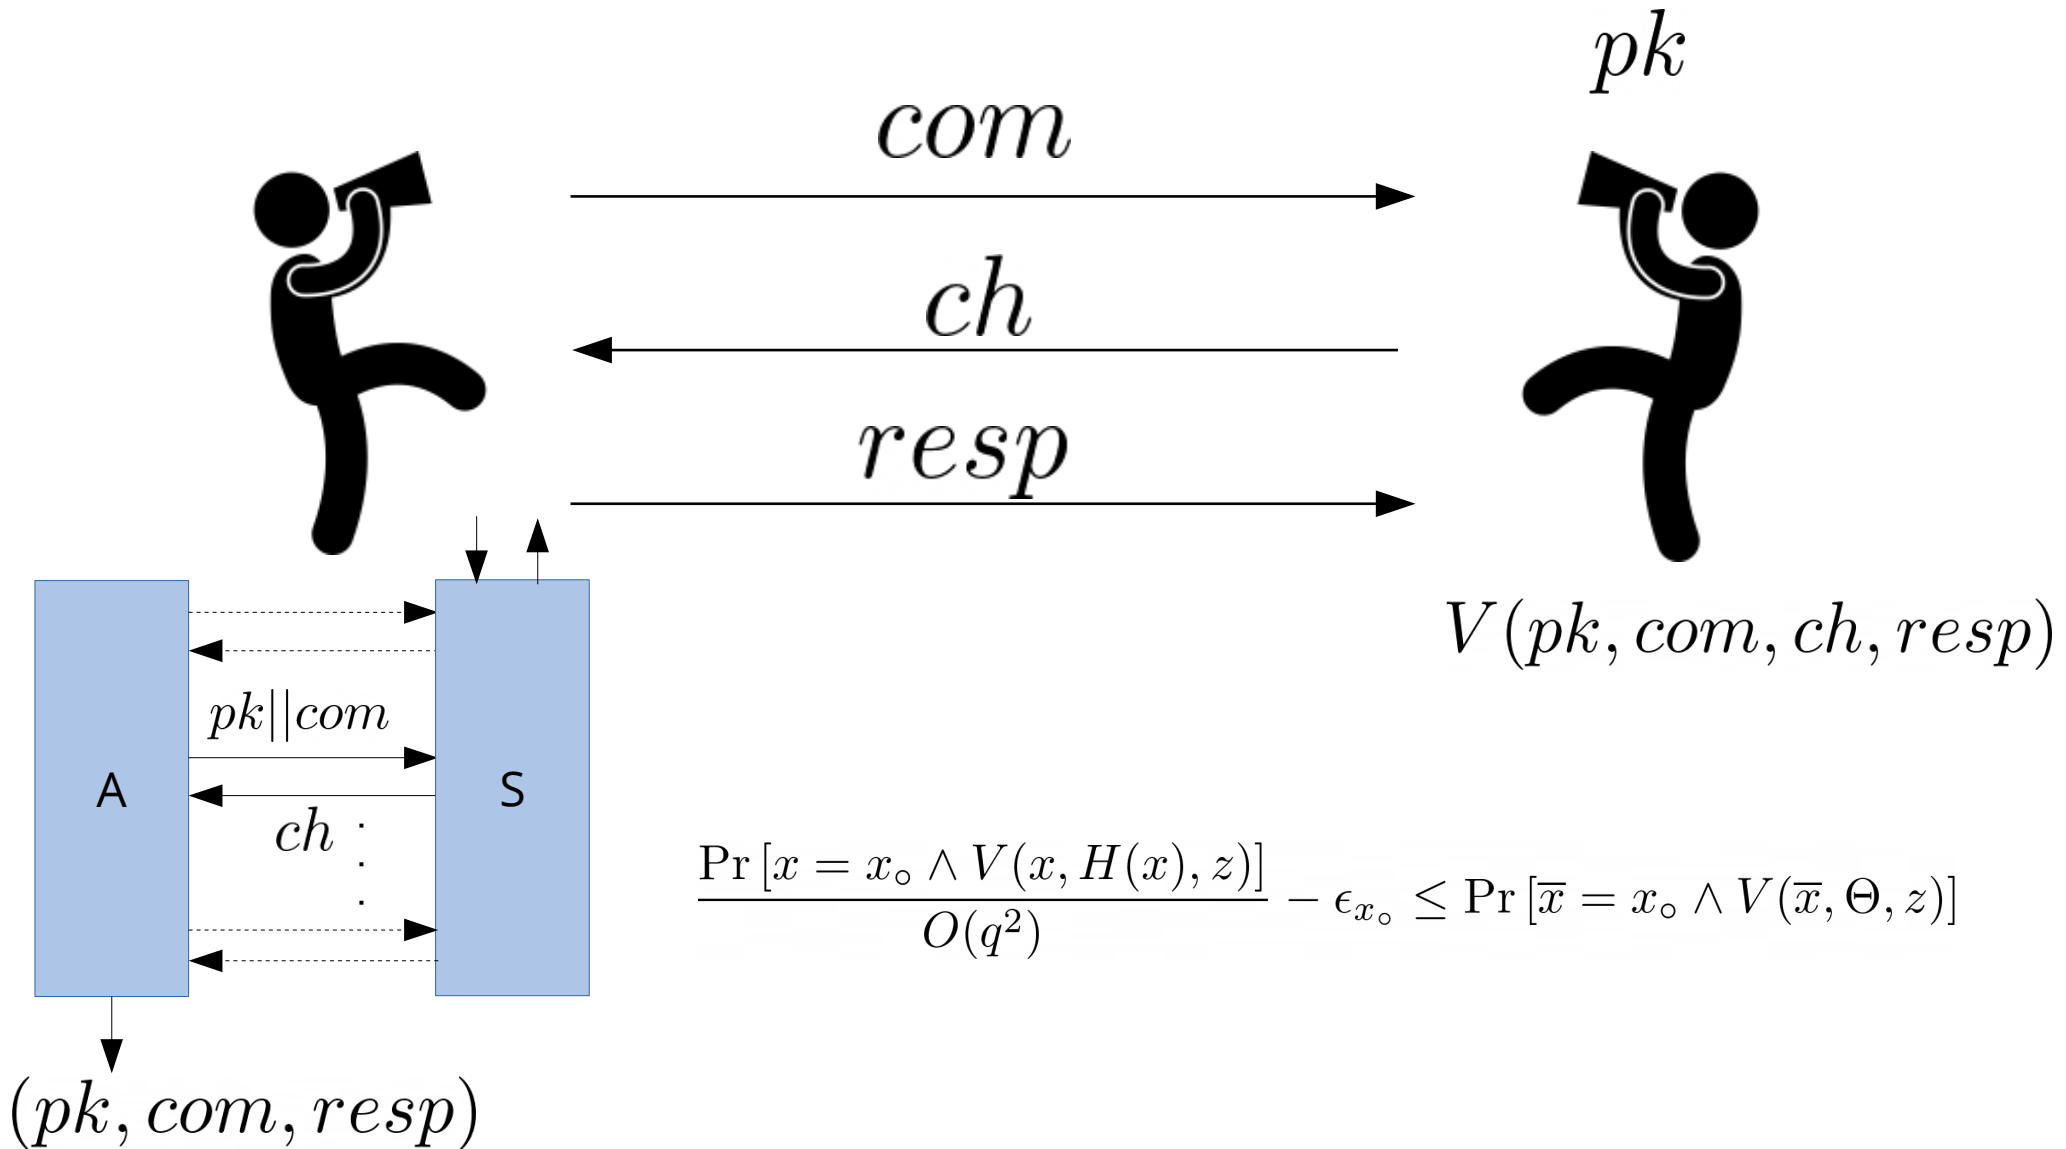 pk
com
ch
resp
V(pk, com, ch, resp)
pk||com
A
S
ch
Pr [x = x∘ ∧ V(x, H(x), z)] / O(q²) − ϵ_{x∘} ≤ Pr [x̅ = x∘ ∧ V(x̅, Θ, z)]
(pk, com, resp)